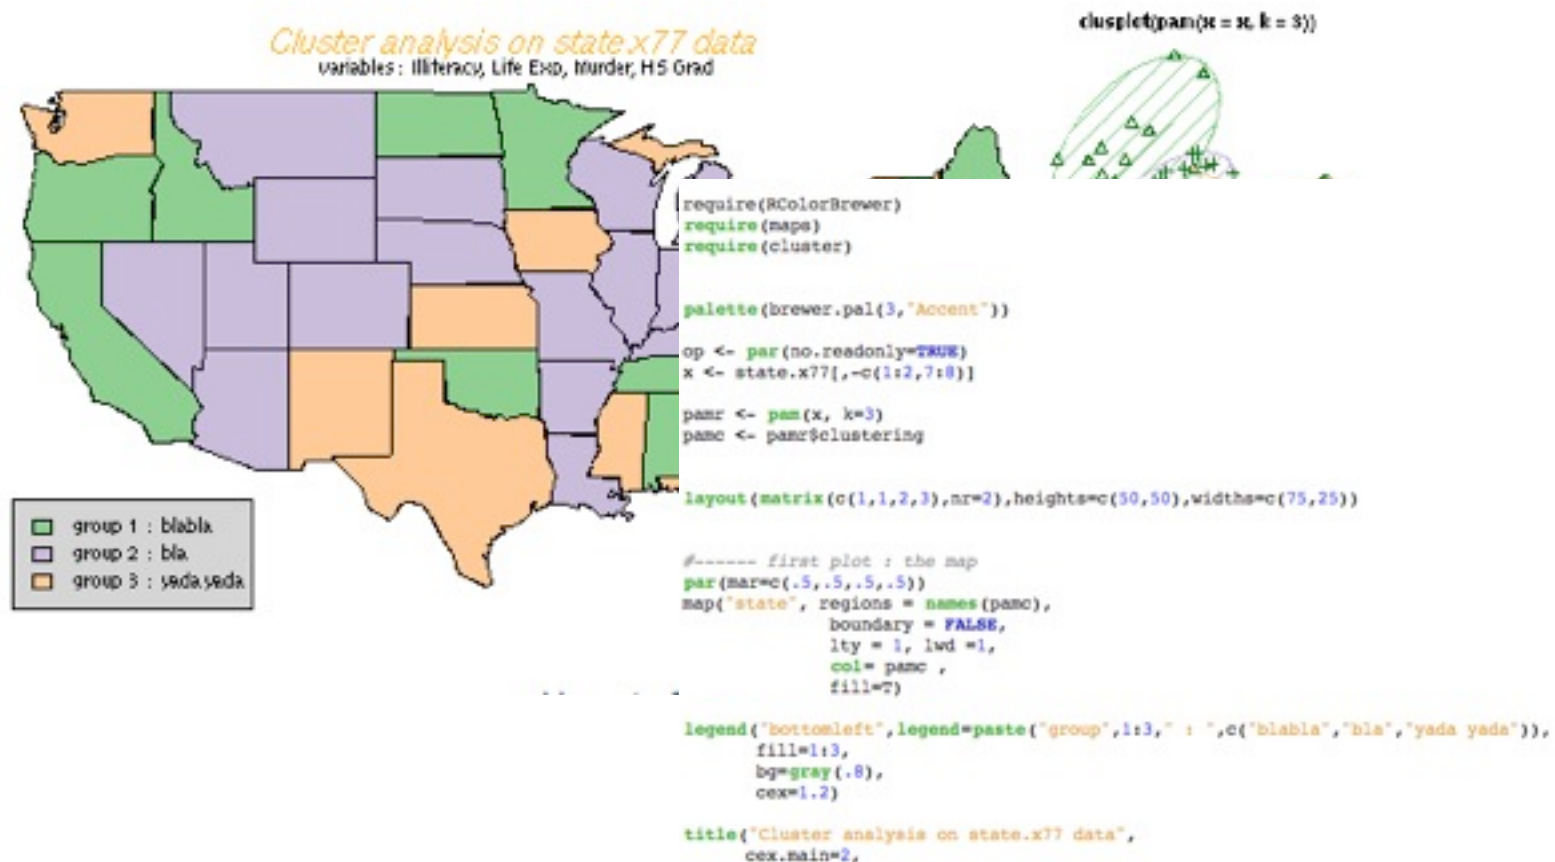 Cluster analysis on state.x77 data
variables : Illiteracy, Life Exp, Murder, HS Grad
clusplot(pam(x = x, k = 3))
group 1 : blabla
group 2 : bla
group 3 : yada yada
require(RColorBrewer)
require(maps)
require(cluster)
palette(brewer.pal(3,"Accent"))
op <- par(no.readonly=TRUE)
x <- state.x77[,-c(1:2,7:8)]
pamr <- pam(x, k=3)
pamc <- pamr$clustering
layout(matrix(c(1,1,2,3),nr=2),heights=c(50,50),widths=c(75,25))
#------ first plot : the map
par(mar=c(.5,.5,.5,.5))
map("state", regions = names(pamc),
boundary = FALSE,
lty = 1, lwd =1,
col= pamc ,
fill=T)
legend("bottomleft",legend=paste("group",1:3," : ",c("blabla","bla","yada yada")),
fill=1:3,
bg=gray(.8),
cex=1.2)
title("Cluster analysis on state.x77 data",
cex.main=2,